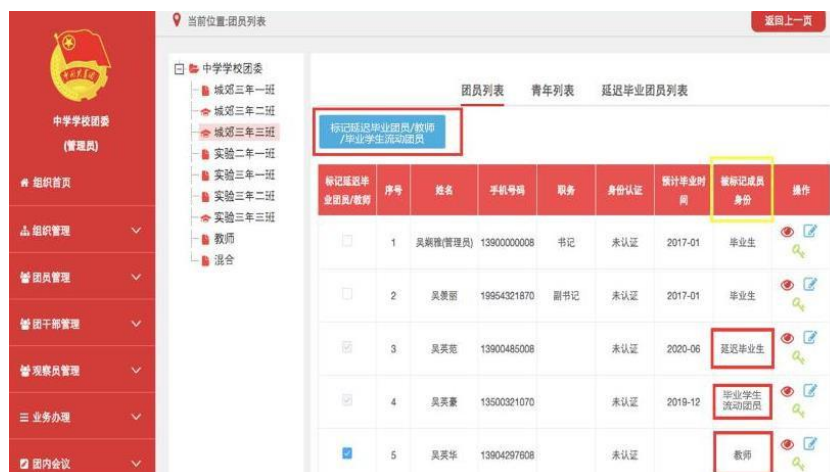 当前位置:团员列表
返回上一页
中学学校团委
(管理员)
组织首页
组织管理
团员管理
团干部管理
观察员管理
业务办理
团内会议
中学学校团委
城郊三年一班
城郊三年二班
城郊三年三班
实验二年一班
实验三年一班
实验三年二班
实验三年三班
教师
混合
团员列表 青年列表 延迟毕业团员列表
标记延迟毕业团员/教师
/毕业学生流动团员
标记延迟毕
业团员/教师
序号
姓名
手机号码
职务
身份认证
预计毕业时
间
被标记成员
身份
操作
1 吴娴雅(管理员) 13900000008 书记 未认证 2017-01 毕业生
2 吴羡丽 19954321870 副书记 未认证 2017-01 毕业生
3 吴英范 13900485008 未认证 2020-06 延迟毕业生
4 吴英豪 13500321070 未认证 2019-12 毕业学生
流动团员
5 吴英华 13904297608 未认证 教师